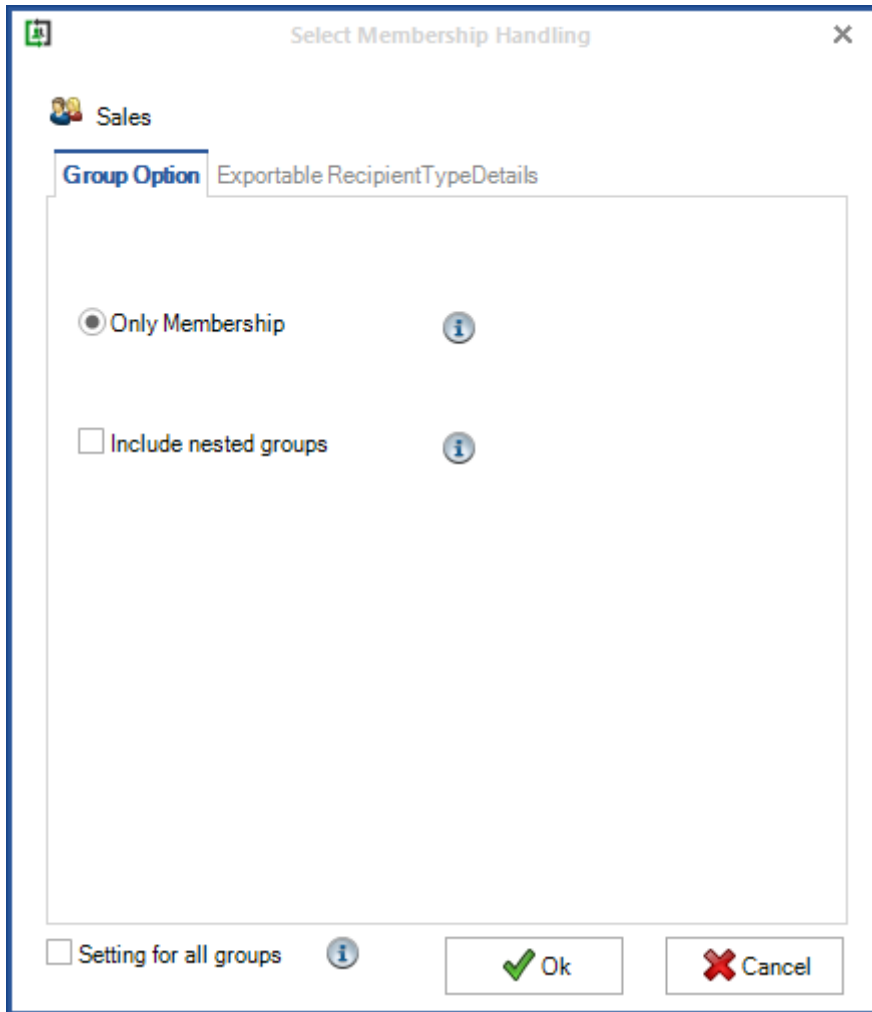 Select Membership Handling
Sales
Group Option Exportable RecipientTypeDetails
Only Membership
Include nested groups
Setting for all groups Ok Cancel